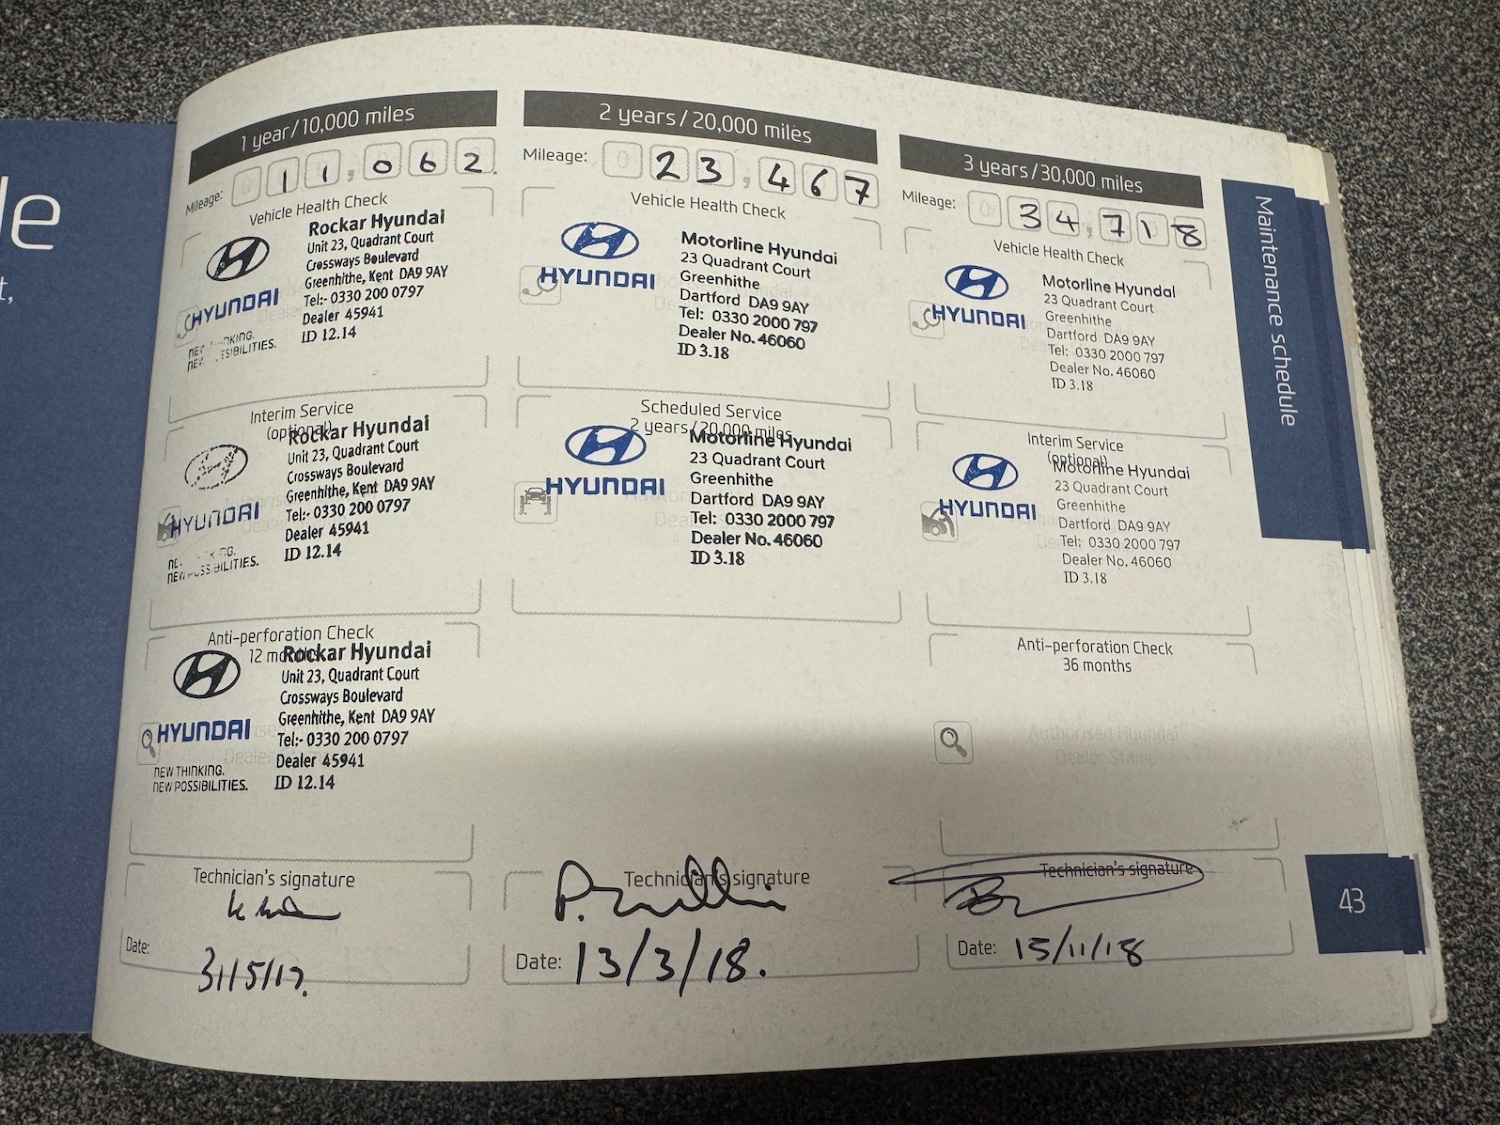 le
t,
1 year/10,000 miles
Mileage: 11,062.
Vehicle Health Check
HYUNDAI
Rockar Hyundai
Unit 23, Quadrant Court
Crossways Boulevard
Greenhithe, Kent DA9 9AY
Tel:- 0330 200 0797
Dealer 45941
ID 12.14
Interim Service
(optional)
HYUNDAI
Rockar Hyundai
Unit 23, Quadrant Court
Crossways Boulevard
Greenhithe, Kent DA9 9AY
Tel:- 0330 200 0797
Dealer 45941
ID 12.14
Anti-perforation Check
12 months
HYUNDAI
NEW THINKING.
NEW POSSIBILITIES.
Rockar Hyundai
Unit 23, Quadrant Court
Crossways Boulevard
Greenhithe, Kent DA9 9AY
Tel:- 0330 200 0797
Dealer 45941
ID 12.14
Technician's signature
Date: 31/5/17.
2 years/20,000 miles
Mileage: 023,467
Vehicle Health Check
HYUNDAI
Motorline Hyundai
23 Quadrant Court
Greenhithe
Dartford DA9 9AY
Tel: 0330 2000 797
Dealer No. 46060
ID 3.18
Scheduled Service
2 years/20,000 miles
HYUNDAI
Motorline Hyundai
23 Quadrant Court
Greenhithe
Dartford DA9 9AY
Tel: 0330 2000 797
Dealer No. 46060
ID 3.18
Technician's signature
Date: 13/3/18.
3 years/30,000 miles
Mileage: 034,718
Vehicle Health Check
HYUNDAI
Motorline Hyundai
23 Quadrant Court
Greenhithe
Dartford DA9 9AY
Tel: 0330 2000 797
Dealer No. 46060
ID 3.18
Interim Service
(optional)
HYUNDAI
Motorline Hyundai
23 Quadrant Court
Greenhithe
Dartford DA9 9AY
Tel: 0330 2000 797
Dealer No. 46060
ID 3.18
Anti-perforation Check
36 months
Authorised Hyundai
Dealer Stamp
Technician's signature
Date: 15/11/18
Maintenance schedule
43